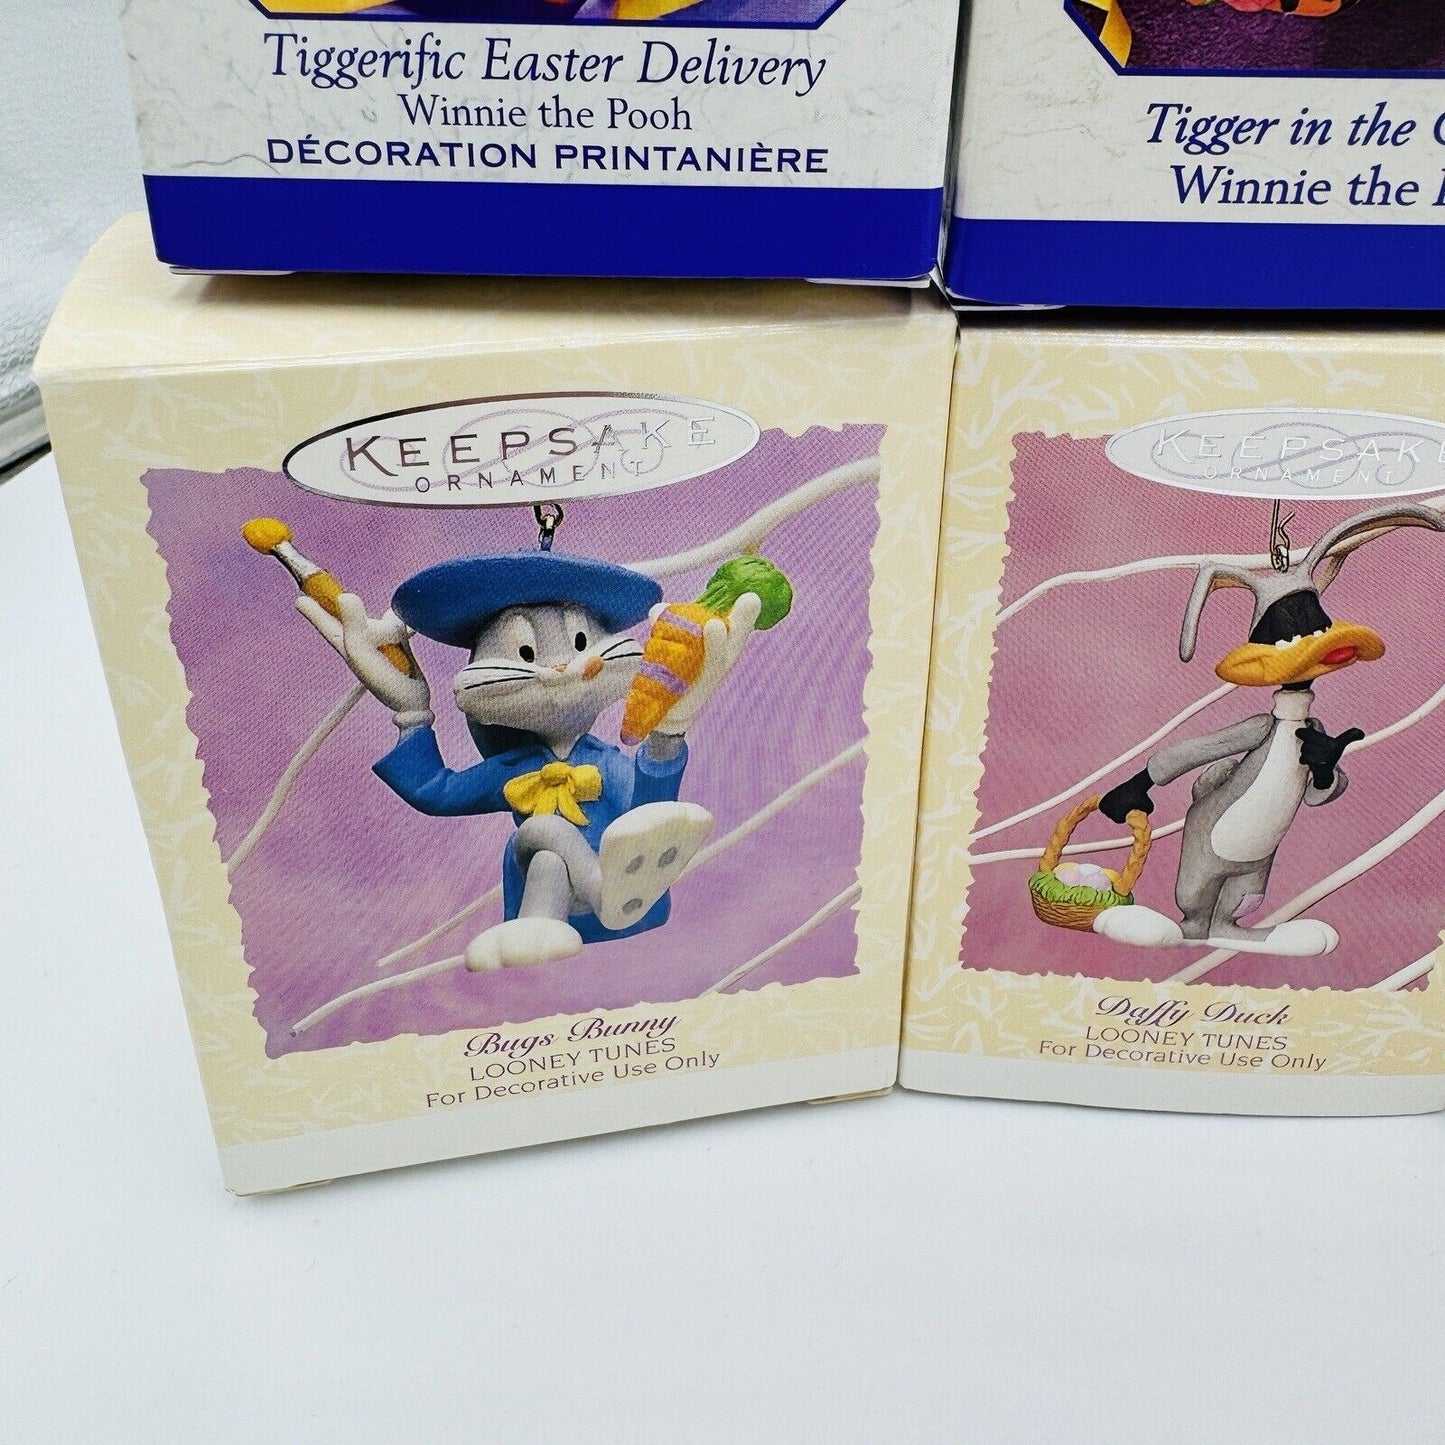 Tiggerific Easter Delivery
Winnie the Pooh
DÉCORATION PRINTANIÈRE
Tigger in the
Winnie the
KEEPSAKE
ORNAMENT
Bugs Bunny
LOONEY TUNES
For Decorative Use Only
KEEPSAKE
ORNAMENT
Daffy Duck
LOONEY TUNES
For Decorative Use Only